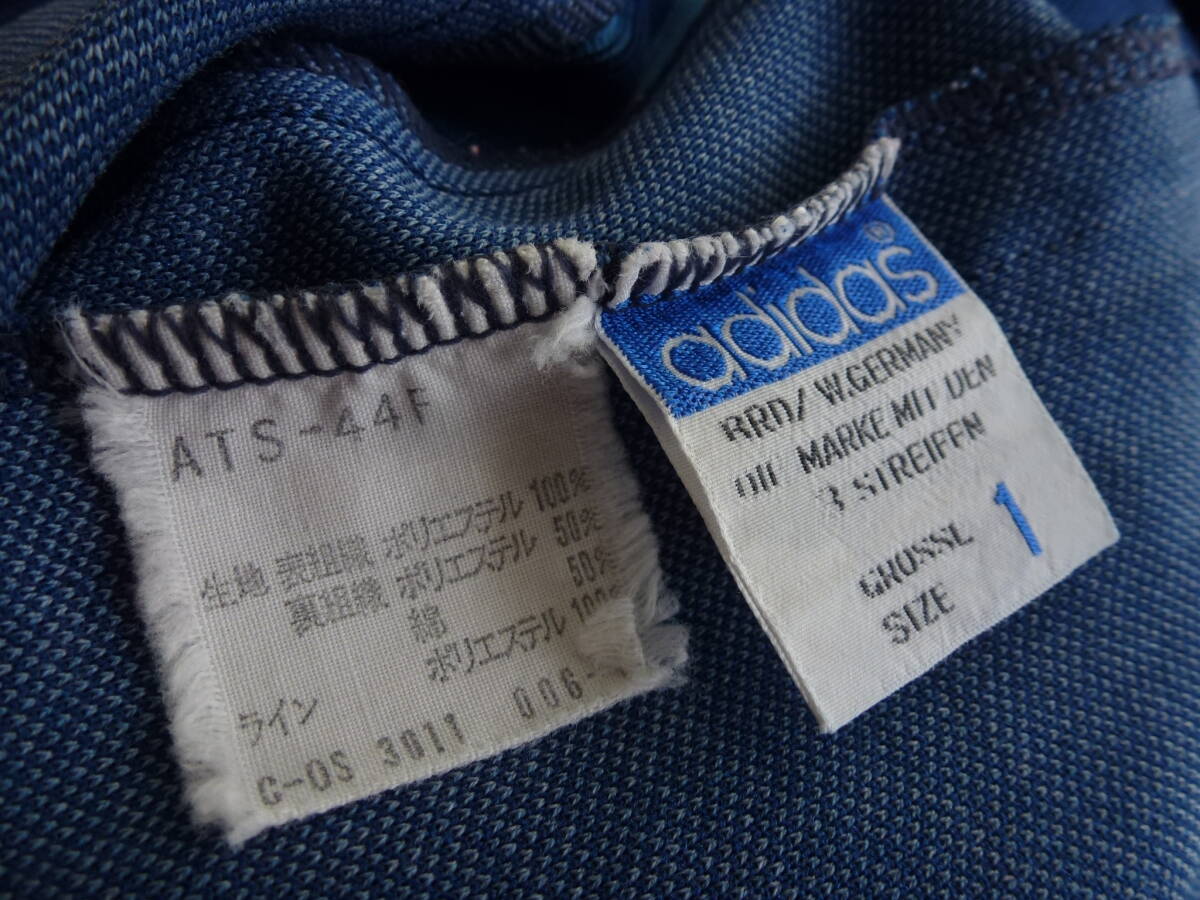 ATS-44F
生地 表組織 ポリエステル 100%
裏組織 ポリエステル 50%
綿 50%
ポリエステル 100%
ライン
C-OS 3011 006-
adidas®
BRD/W.GERMANY
DIE MARKE MIT DEN
3 STREIFEN
GROSSE
SIZE
1